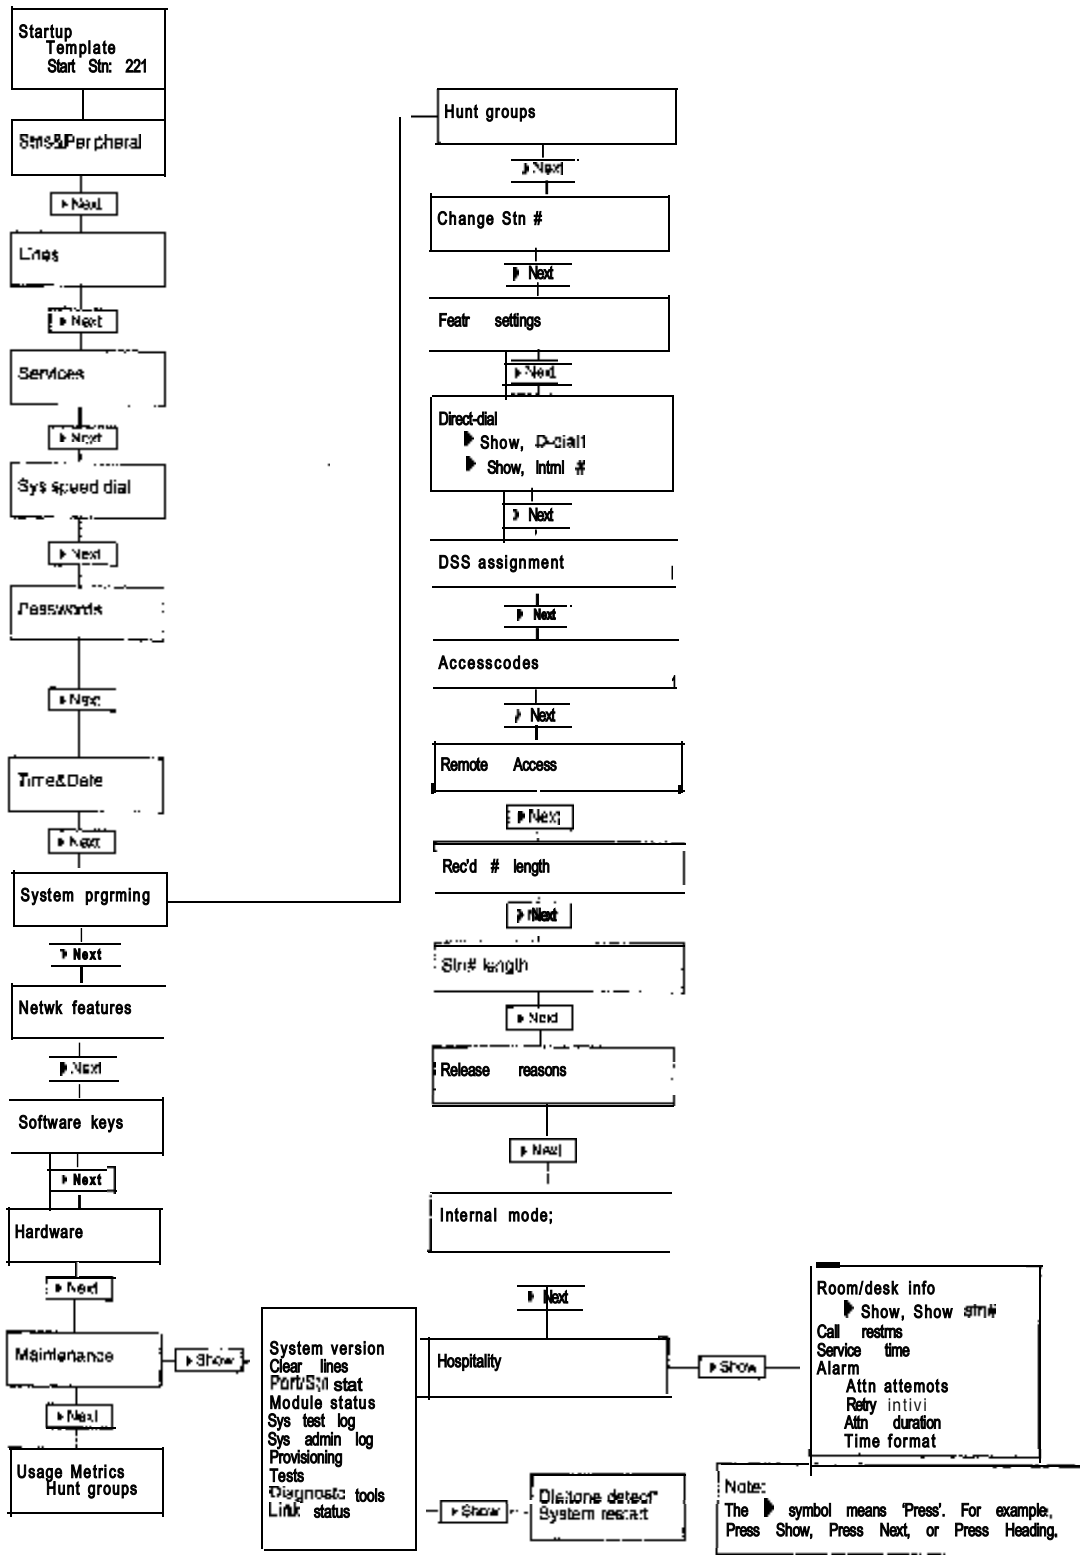 Startup
Template
Start Stn: 221
Stns&Peripheral
▶ Next
Lines
▶ Next
Services
▶ Next
Sys speed dial
▶ Next
Passwords
▶ Next
Time&Date
▶ Next
System prgrming
▶ Next
Netwk features
▶ Next
Software keys
▶ Next
Hardware
▶ Next
Maintenance
▶ Show
▶ Next
Usage Metrics
Hunt groups
System version
Clear lines
Port/Stn stat
Module status
Sys test log
Sys admin log
Provisioning
Tests
Diagnostc tools
Link status
▶ Show
Dialtone detect*
System restart
Hunt groups
▶ Next
Change Stn #
▶ Next
Featr settings
▶ Next
Direct-dial
▶ Show, D-dial1
▶ Show, Intrnl #
▶ Next
DSS assignment
▶ Next
Accesscodes
▶ Next
Remote Access
▶ Next
Rec'd # length
▶ Next
Stn# length
▶ Next
Release reasons
▶ Next
Internal mode;
▶ Next
Hospitality
▶ Show
Room/desk info
▶ Show, Show stn#
Call restrns
Service time
Alarm
Attn attemots
Retry intivi
Attn duration
Time format
Note:
The ▶ symbol means 'Press'. For example,
Press Show, Press Next, or Press Heading.